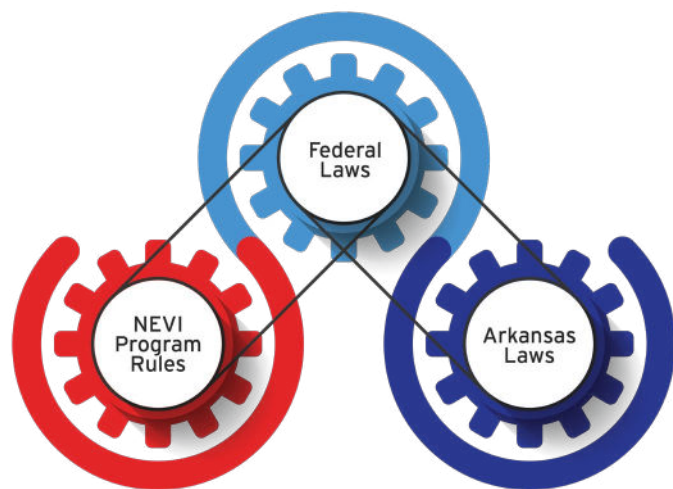 Federal
Laws
NEVI
Program
Rules
Arkansas
Laws